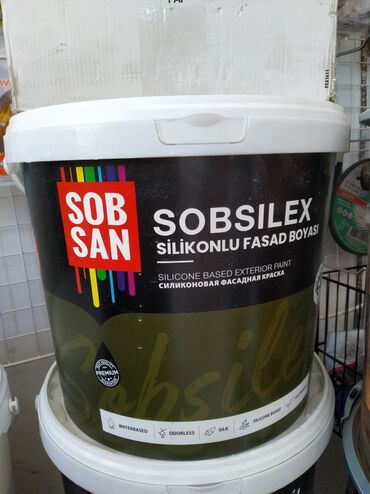 SOB
SAN
SOBSILEX
SİLİKONLU FASAD BOYASI
SILICONE BASED EXTERIOR PAINT
СИЛИКОНОВАЯ ФАСАДНАЯ КРАСКА
Sobsile
PREMIUM
WATERBASED
ODORLESS
SILK
SILICONE BASED